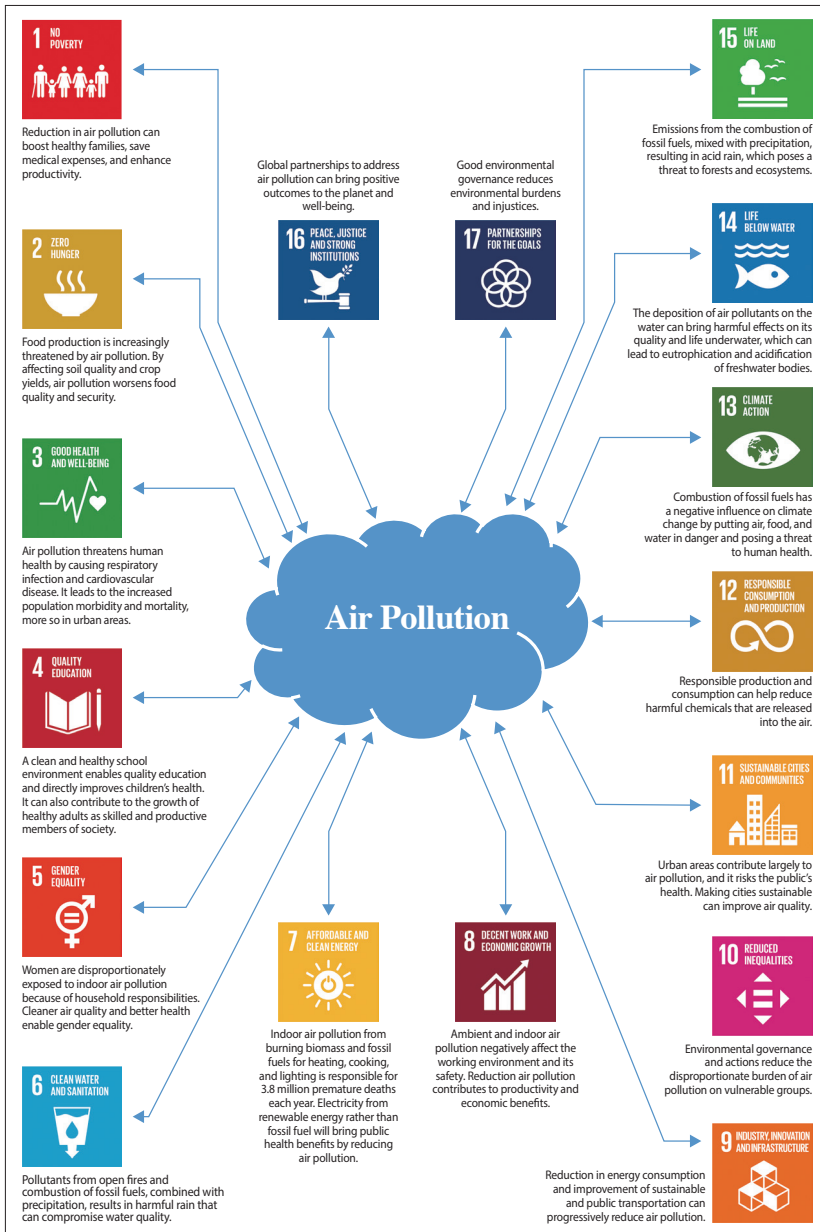 1 NO
POVERTY
Reduction in air pollution can
boost healthy families, save
medical expenses, and enhance
productivity.
2 ZERO
HUNGER
Food production is increasingly
threatened by air pollution. By
affecting soil quality and crop
yields, air pollution worsens food
quality and security.
3 GOOD HEALTH
AND WELL-BEING
Air pollution threatens human
health by causing respiratory
infection and cardiovascular
disease. It leads to the increased
population morbidity and mortality,
more so in urban areas.
4 QUALITY
EDUCATION
A clean and healthy school
environment enables quality education
and directly improves children's health.
It can also contribute to the growth of
healthy adults as skilled and productive
members of society.
5 GENDER
EQUALITY
Women are disproportionately
exposed to indoor air pollution
because of household responsibilities.
Cleaner air quality and better health
enable gender equality.
6 CLEAN WATER
AND SANITATION
Pollutants from open fires and
combustion of fossil fuels, combined with
precipitation, results in harmful rain that
can compromise water quality.
Global partnerships to address
air pollution can bring positive
outcomes to the planet and
well-being.
16 PEACE, JUSTICE
AND STRONG
INSTITUTIONS
Good environmental
governance reduces
environmental burdens
and injustices.
17 PARTNERSHIPS
FOR THE GOALS
Air Pollution
7 AFFORDABLE AND
CLEAN ENERGY
Indoor air pollution from
burning biomass and fossil
fuels for heating, cooking,
and lighting is responsible for
3.8 million premature deaths
each year. Electricity from
renewable energy rather than
fossil fuel will bring public
health benefits by reducing
air pollution.
8 DECENT WORK AND
ECONOMIC GROWTH
Ambient and indoor air
pollution negatively affect the
working environment and its
safety. Reduction air pollution
contributes to productivity and
economic benefits.
15 LIFE
ON LAND
Emissions from the combustion of
fossil fuels, mixed with precipitation,
resulting in acid rain, which poses a
threat to forests and ecosystems.
14 LIFE
BELOW WATER
The deposition of air pollutants on the
water can bring harmful effects on its
quality and life underwater, which can
lead to eutrophication and acidification
of freshwater bodies.
13 CLIMATE
ACTION
Combustion of fossil fuels has
a negative influence on climate
change by putting air, food, and
water in danger and posing a threat
to human health.
12 RESPONSIBLE
CONSUMPTION
AND PRODUCTION
Responsible production and
consumption can help reduce
harmful chemicals that are released
into the air.
11 SUSTAINABLE CITIES
AND COMMUNITIES
Urban areas contribute largely to
air pollution, and it risks the public's
health. Making cities sustainable
can improve air quality.
10 REDUCED
INEQUALITIES
Environmental governance
and actions reduce the
disproportionate burden of air
pollution on vulnerable groups.
9 INDUSTRY, INNOVATION
AND INFRASTRUCTURE
Reduction in energy consumption
and improvement of sustainable
and public transportation can
progressively reduce air pollution.